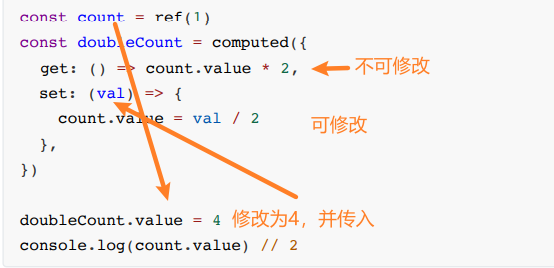 const count = ref(1)
const doubleCount = computed({
get: () => count.value * 2, 不可修改
set: (val) => {
count.value = val / 2 可修改
},
})
doubleCount.value = 4 修改为4，并传入
console.log(count.value) // 2